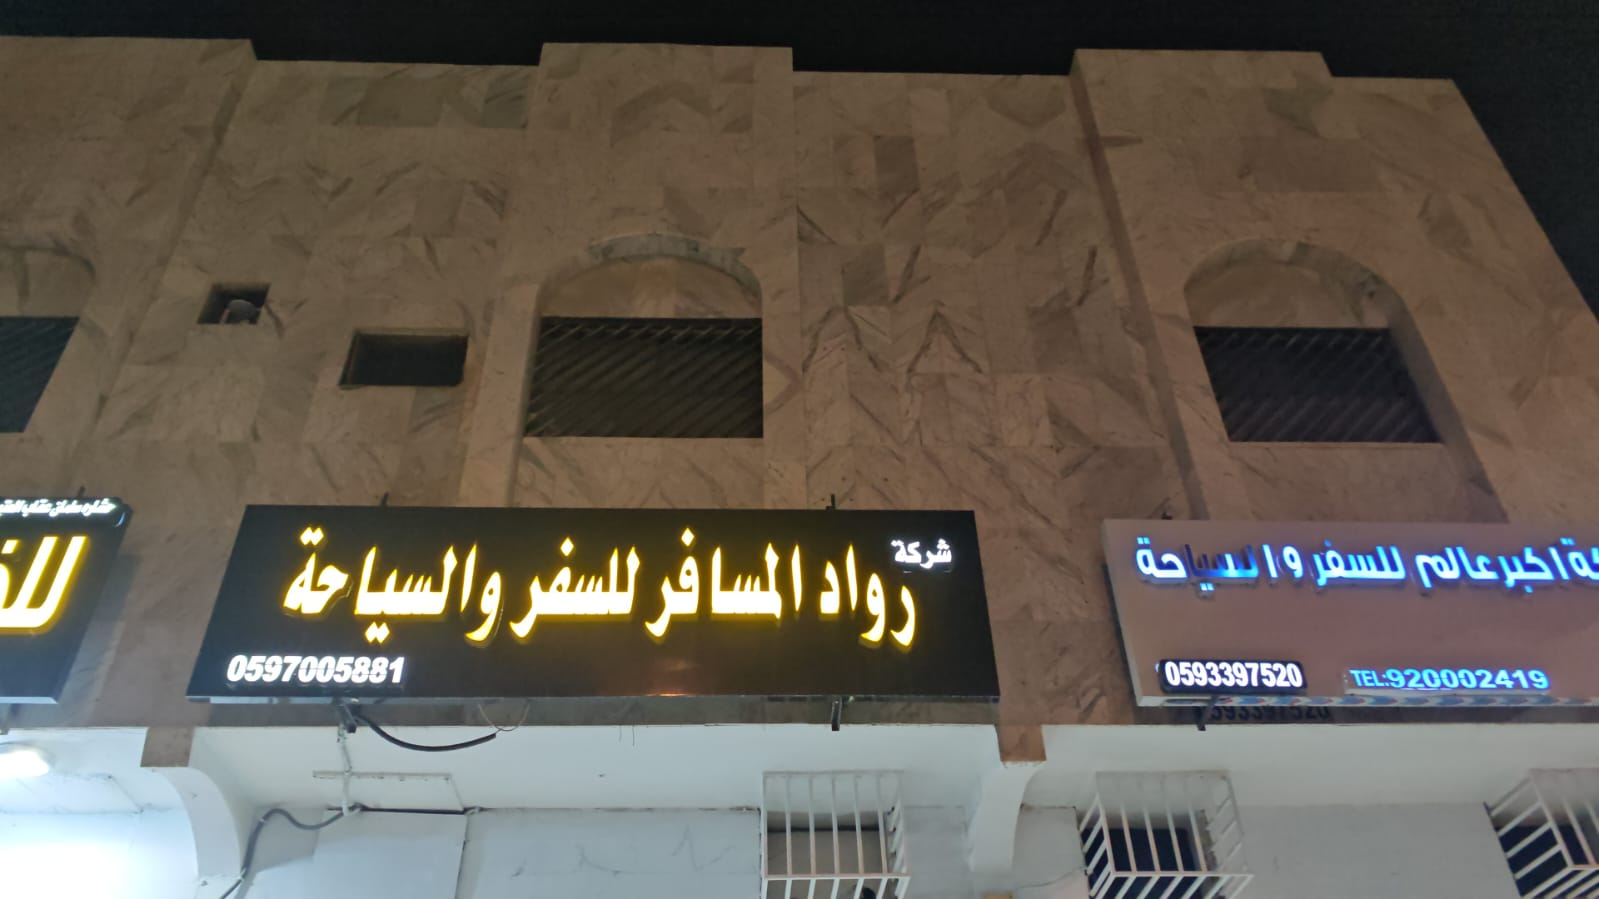 شركة
رواد المسافر للسفر والسياحة
0597005881
اكبر عالم للسفر والسياحة
0593397520
TEL:920002419